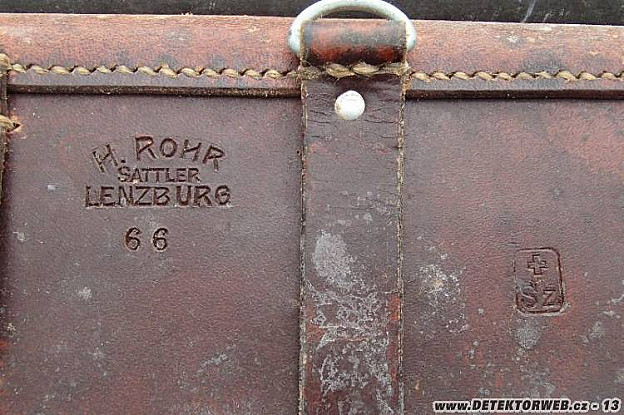 H. ROHR
SATTLER
LENZBURG
66
Sz
www.DETEKTORWEB.cz - 13